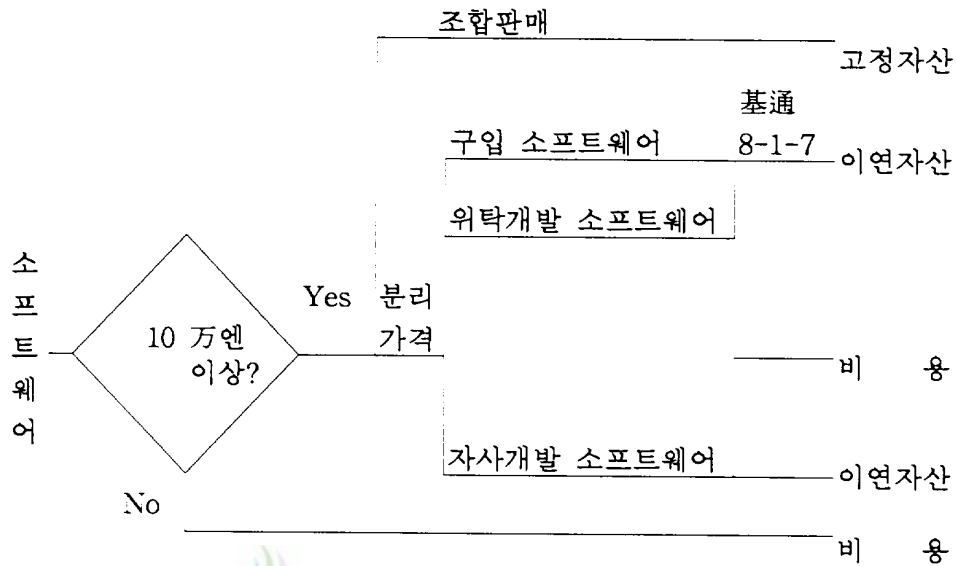 조합판매
고정자산
基通
구입 소프트웨어 8-1-7 이연자산
위탁개발 소프트웨어
소프트웨어
10 万엔
이상?
Yes 분리
가격
비 용
자사개발 소프트웨어
이연자산
No
비 용